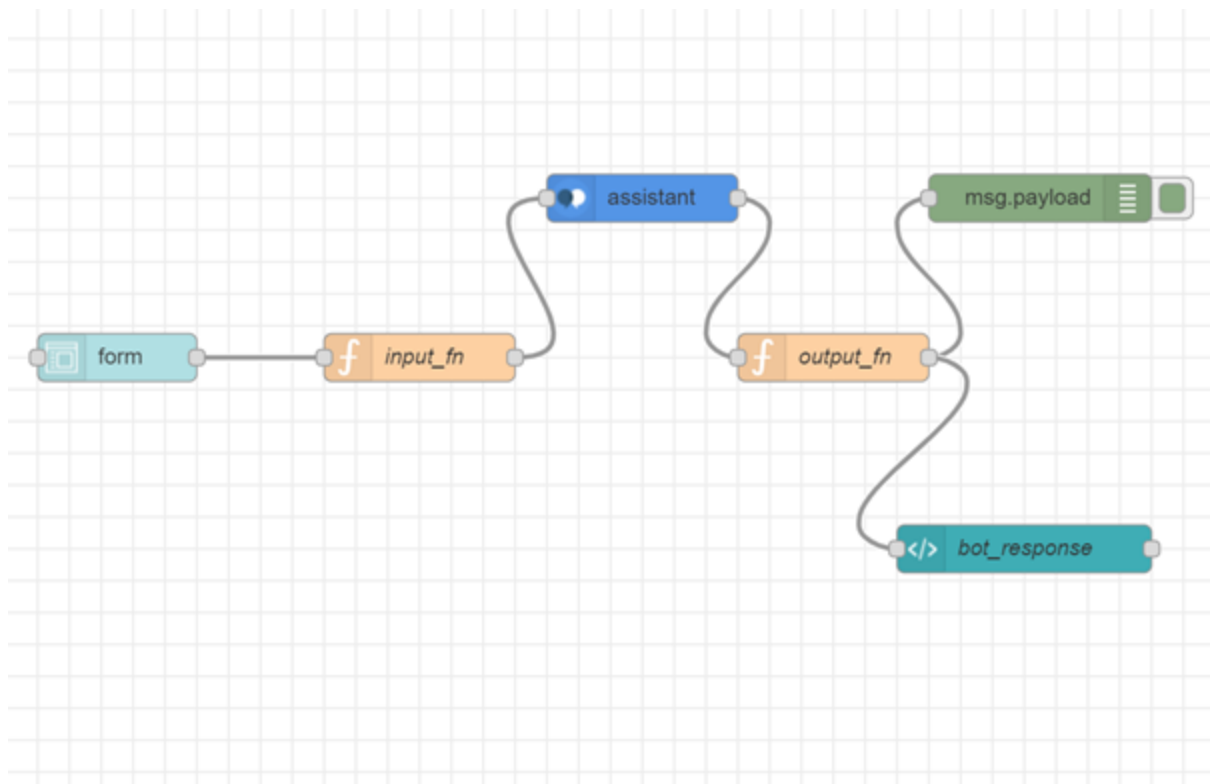 assistant
msg.payload
form
input_fn
output_fn
</> bot_response